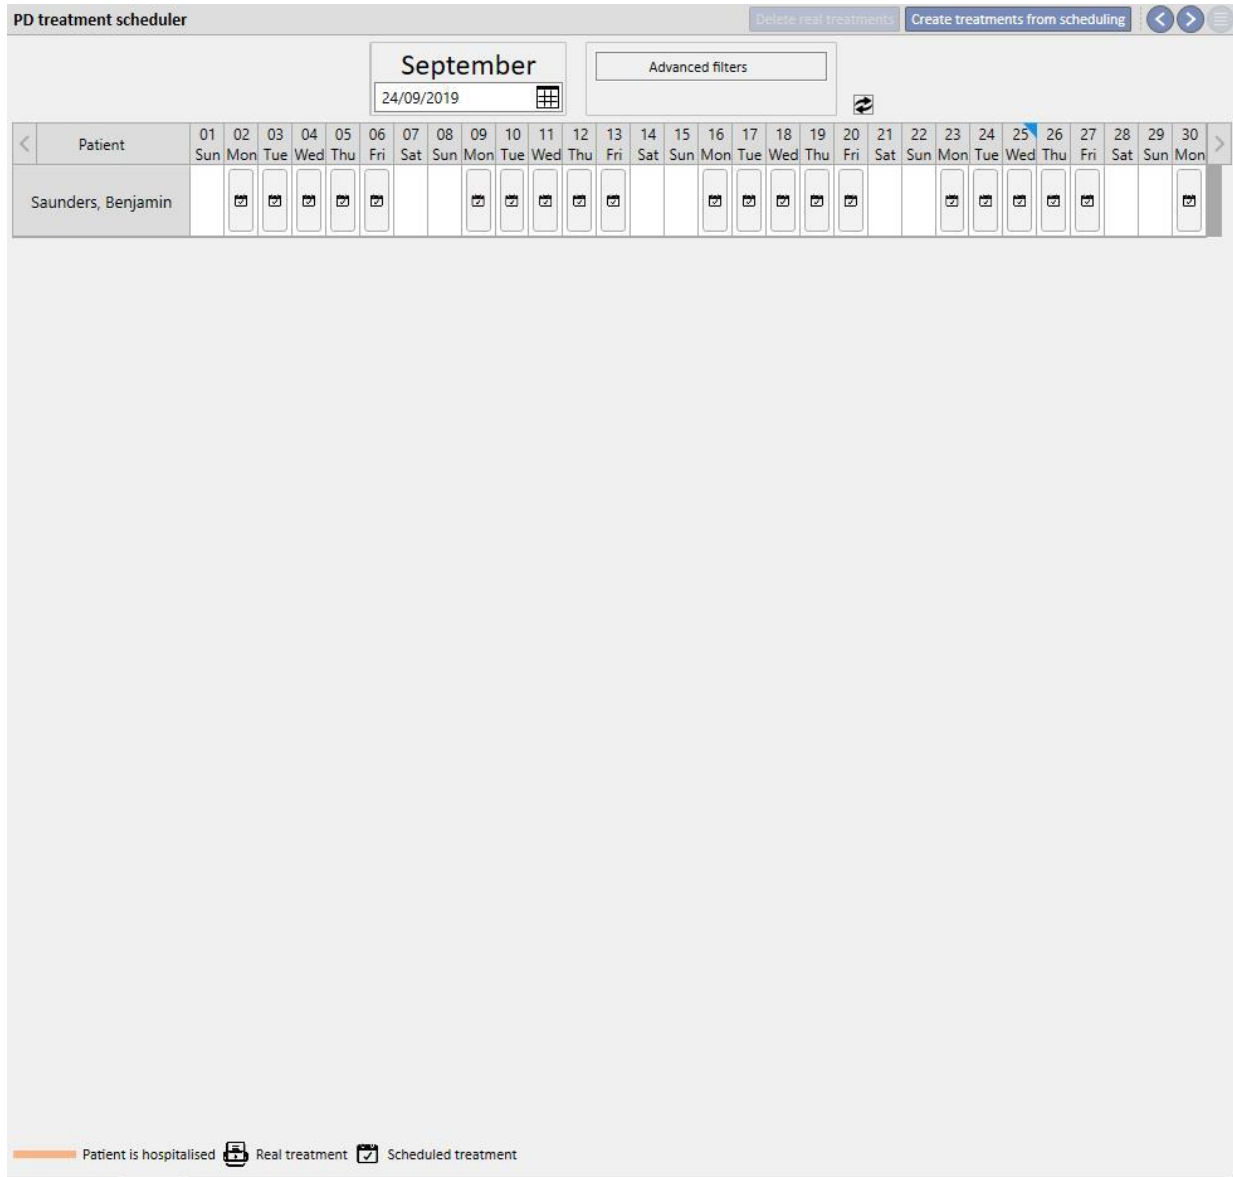 PD treatment scheduler Delete real treatments Create treatments from scheduling
September
Advanced filters
24/09/2019
Patient
01 02 03 04 05 06 07 08 09 10 11 12 13 14 15 16 17 18 19 20 21 22 23 24 25 26 27 28 29 30
Sun Mon Tue Wed Thu Fri Sat Sun Mon Tue Wed Thu Fri Sat Sun Mon Tue Wed Thu Fri Sat Sun Mon Tue Wed Thu Fri Sat Sun Mon
Saunders, Benjamin
Patient is hospitalised Real treatment Scheduled treatment